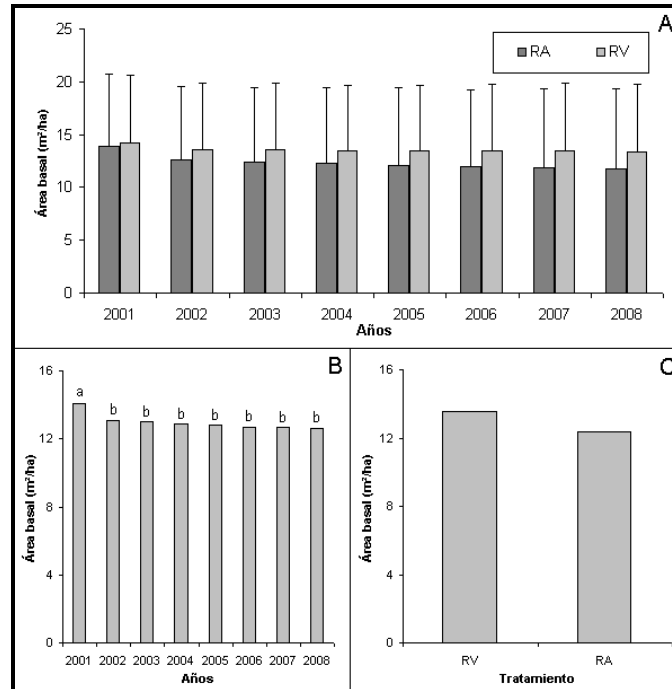 A
RA RV
25
20
15
10
5
0
Área basal (m²/ha)
2001 2002 2003 2004 2005 2006 2007 2008
Años
B
16
12
8
4
0
Área basal (m²/ha)
a b b b b b b b
2001 2002 2003 2004 2005 2006 2007 2008
Años
C
16
12
8
4
0
Área basal (m²/ha)
RV RA
Tratamiento